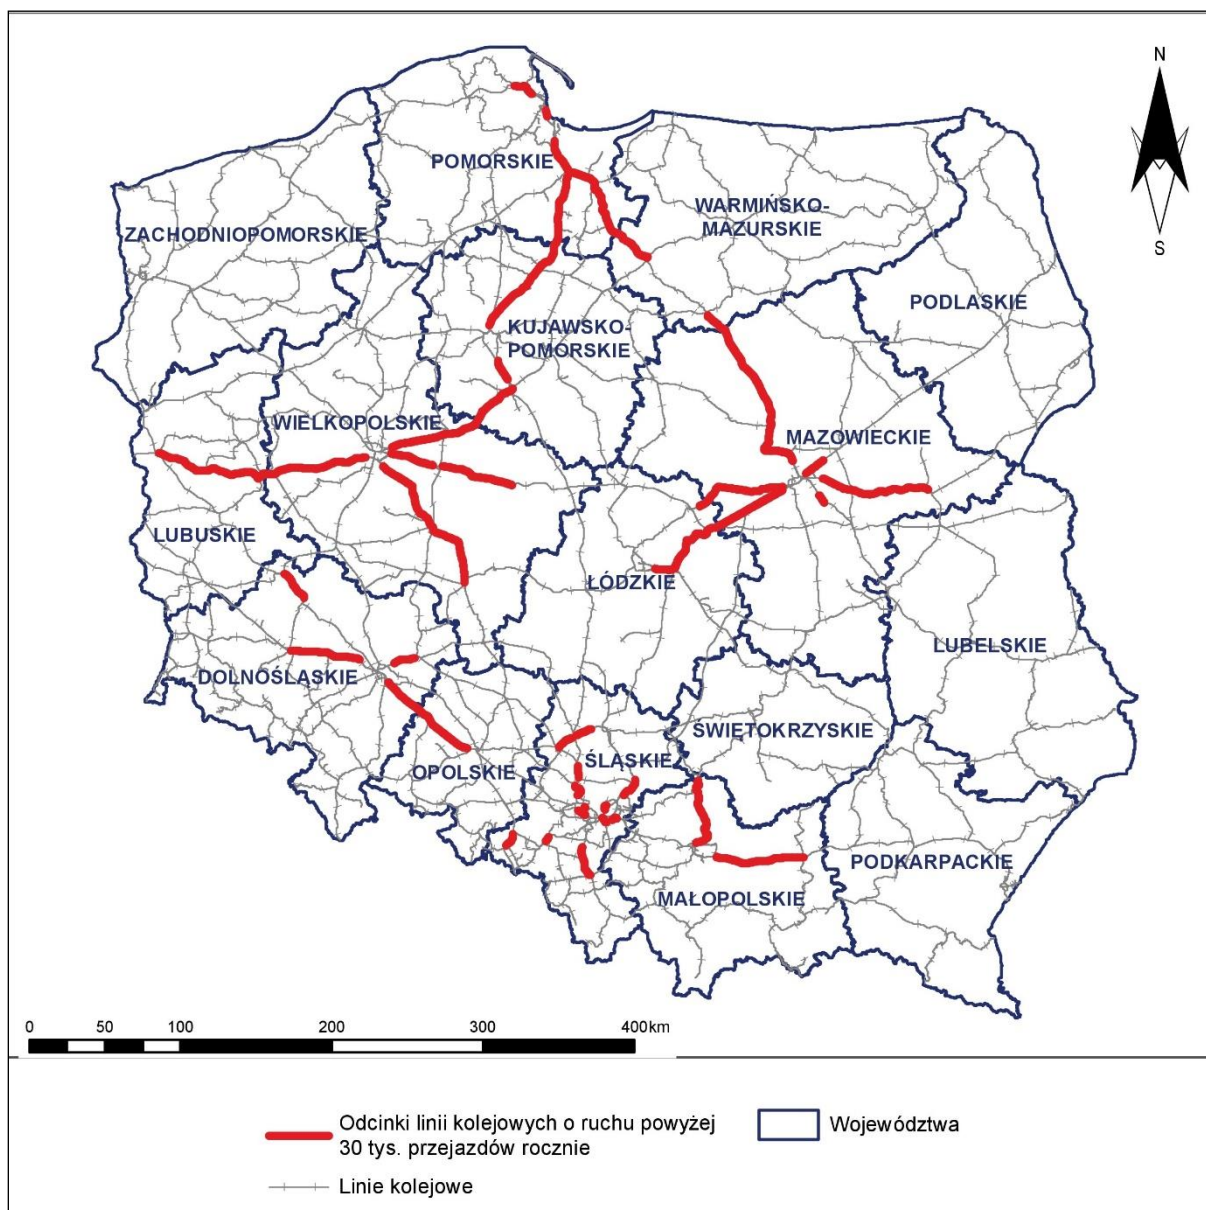 N
S
POMORSKIE
ZACHODNIOPOMORSKIE
WARMIŃSKO-
MAZURSKIE
PODLASKIE
KUJAWSKO-
POMORSKIE
WIELKOPOLSKIE
MAZOWIECKIE
LUBUSKIE
ŁÓDZKIE
LUBELSKIE
DOLNOŚLĄSKIE
ŚWIĘTOKRZYSKIE
OPOLSKIE
ŚLĄSKIE
PODKARPACKIE
MAŁOPOLSKIE
0 50 100 200 300 400km
Odcinki linii kolejowych o ruchu powyżej
30 tys. przejazdów rocznie
Województwa
Linie kolejowe